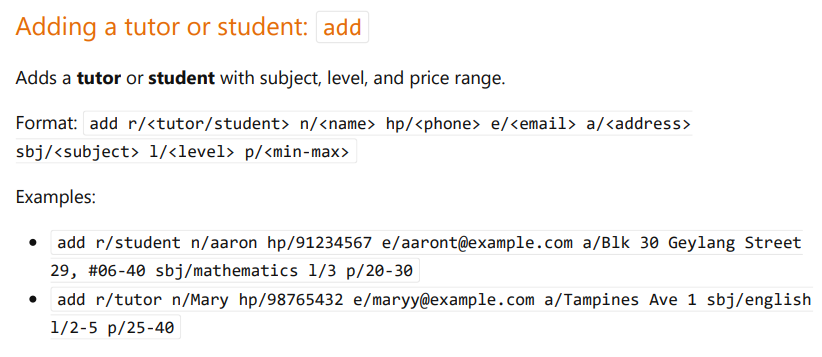 Adding a tutor or student: add
Adds a tutor or student with subject, level, and price range.
Format: add r/<tutor/student> n/<name> hp/<phone> e/<email> a/<address>
sbj/<subject> l/<level> p/<min-max>
Examples:
• add r/student n/aaron hp/91234567 e/aaront@example.com a/Blk 30 Geylang Street
29, #06-40 sbj/mathematics l/3 p/20-30
• add r/tutor n/Mary hp/98765432 e/maryy@example.com a/Tampines Ave 1 sbj/english
l/2-5 p/25-40